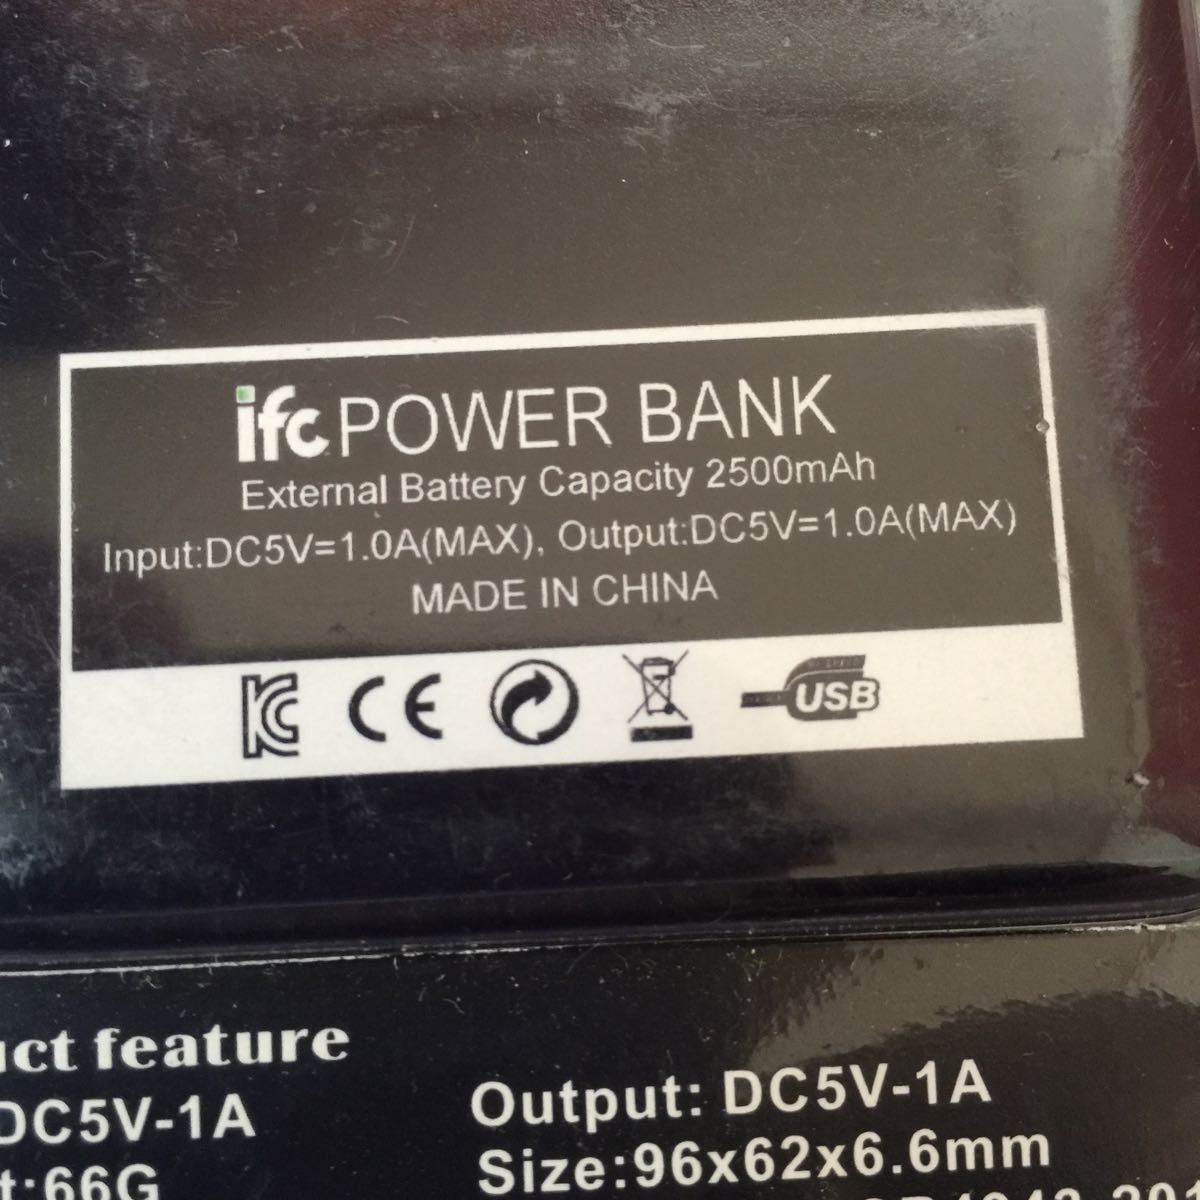 ifc POWER BANK
External Battery Capacity 2500mAh
Input:DC5V=1.0A(MAX), Output:DC5V=1.0A(MAX)
MADE IN CHINA
CE USB
uct feature
DC5V-1A Output: DC5V-1A
t:66G Size:96x62x6.6mm